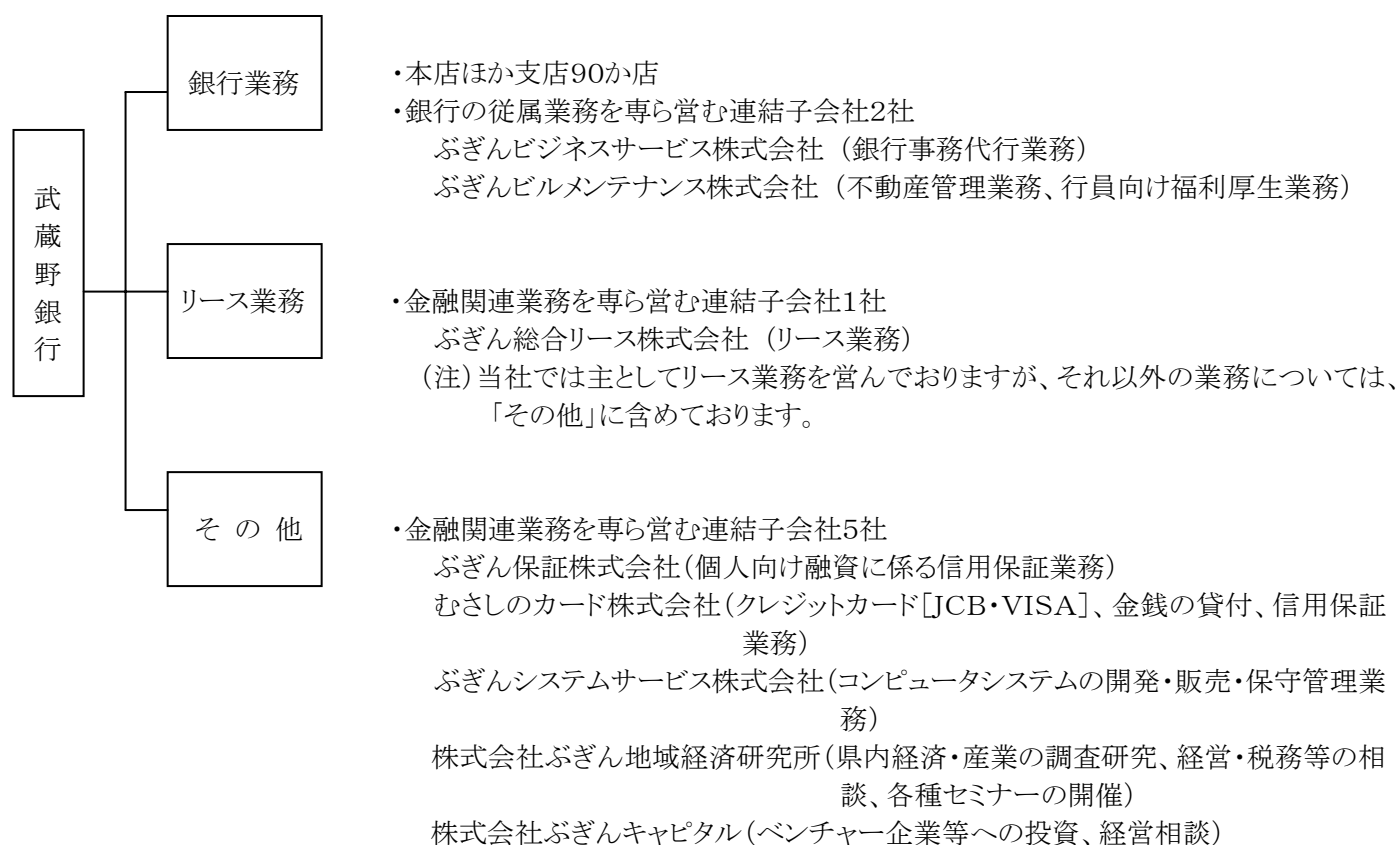 武蔵野銀行
銀行業務
・本店ほか支店90か店
・銀行の従属業務を専ら営む連結子会社2社
ぶぎんビジネスサービス株式会社 (銀行事務代行業務)
ぶぎんビルメンテナンス株式会社 (不動産管理業務、行員向け福利厚生業務)
リース業務
・金融関連業務を専ら営む連結子会社1社
ぶぎん総合リース株式会社 (リース業務)
(注)当社では主としてリース業務を営んでおりますが、それ以外の業務については、
「その他」に含めております。
そ の 他
・金融関連業務を専ら営む連結子会社5社
ぶぎん保証株式会社(個人向け融資に係る信用保証業務)
むさしのカード株式会社(クレジットカード[JCB・VISA]、金銭の貸付、信用保証
業務)
ぶぎんシステムサービス株式会社(コンピュータシステムの開発・販売・保守管理業
務)
株式会社ぶぎん地域経済研究所(県内経済・産業の調査研究、経営・税務等の相
談、各種セミナーの開催)
株式会社ぶぎんキャピタル(ベンチャー企業等への投資、経営相談)